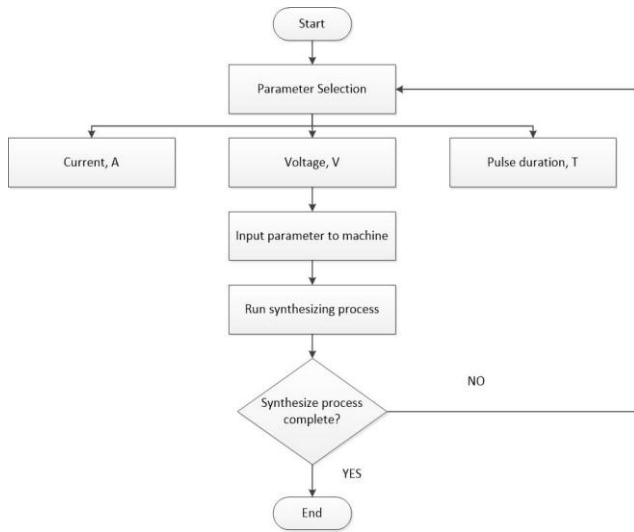 Start
Parameter Selection
Current, A
Voltage, V
Pulse duration, T
Input parameter to machine
Run synthesizing process
Synthesize process
complete?
NO
YES
End